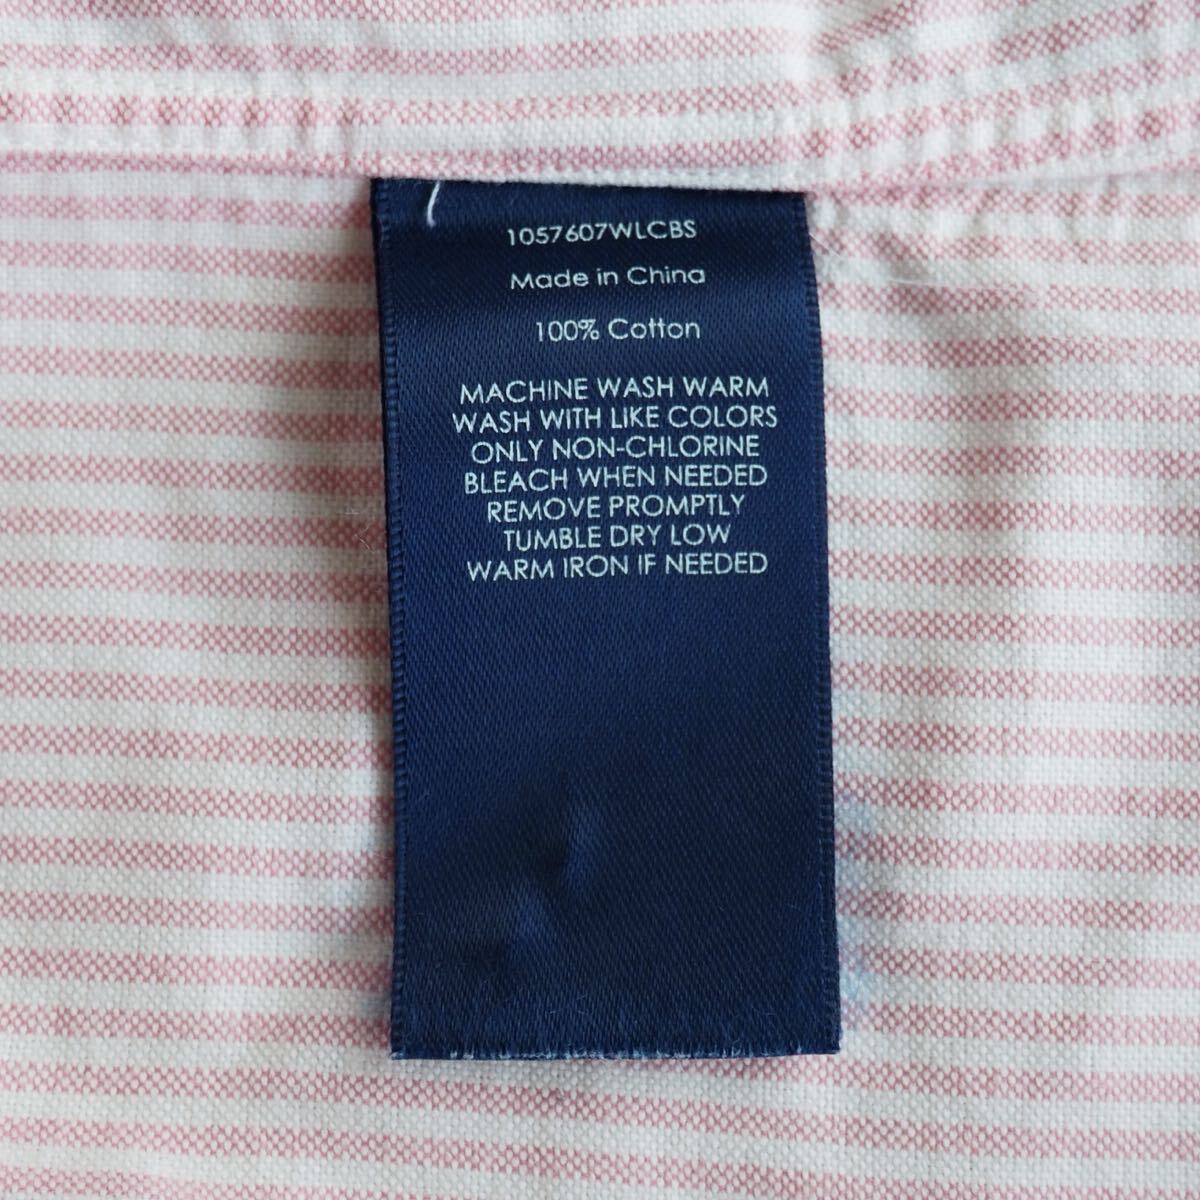 1057607WLCBS
Made in China
100% Cotton
MACHINE WASH WARM
WASH WITH LIKE COLORS
ONLY NON-CHLORINE
BLEACH WHEN NEEDED
REMOVE PROMPTLY
TUMBLE DRY LOW
WARM IRON IF NEEDED